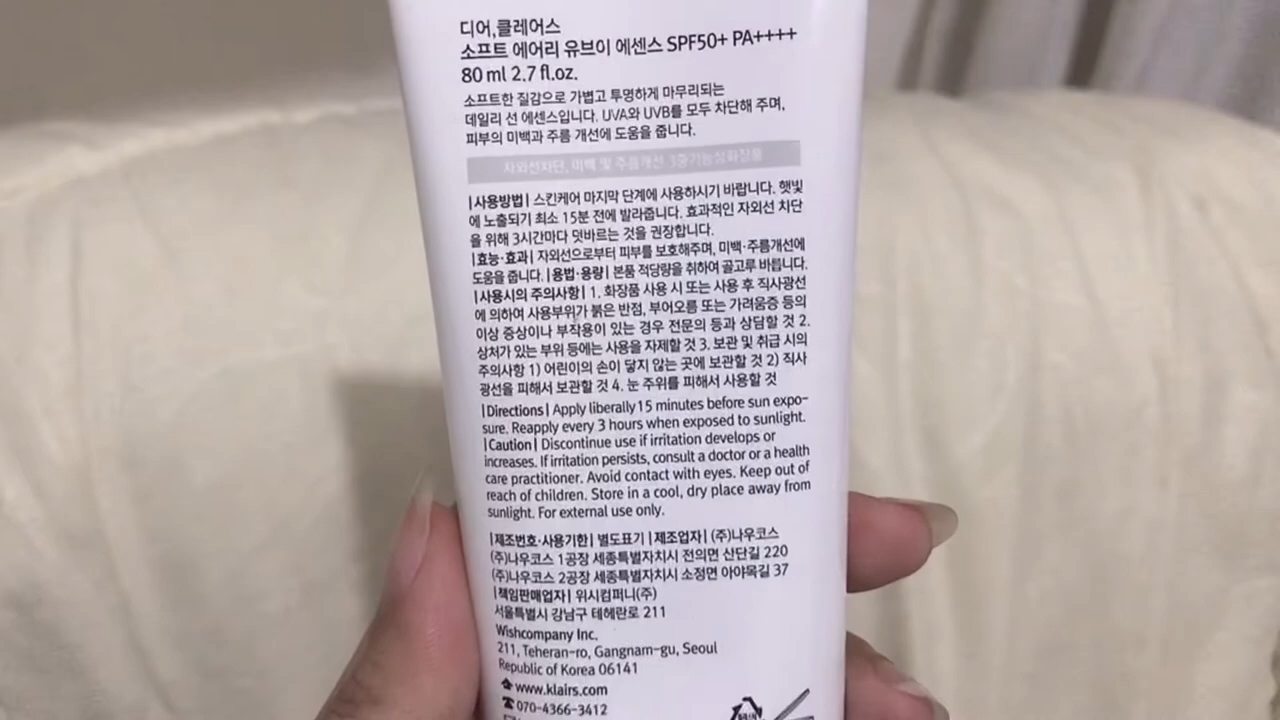 디어,클레어스
소프트 에어리 유브이 에센스 SPF50+ PA++++
80 ml 2.7 fl.oz.
소프트한 질감으로 가볍고 투명하게 마무리되는
데일리 선 에센스입니다. UVA와 UVB를 모두 차단해 주며,
피부의 미백과 주름 개선에 도움을 줍니다.
자외선차단, 미백 및 주름개선 3중기능성화장품
|사용방법| 스킨케어 마지막 단계에 사용하시기 바랍니다. 햇빛
에 노출되기 최소 15분 전에 발라줍니다. 효과적인 자외선 차단
을 위해 3시간마다 덧바르는 것을 권장합니다.
|효능·효과| 자외선으로부터 피부를 보호해주며, 미백·주름개선에
도움을 줍니다. |용법·용량| 본품 적당량을 취하여 골고루 바릅니다.
|사용시의 주의사항| 1. 화장품 사용 시 또는 사용 후 직사광선
에 의하여 사용부위가 붉은 반점, 부어오름 또는 가려움증 등의
이상 증상이나 부작용이 있는 경우 전문의 등과 상담할 것 2.
상처가 있는 부위 등에는 사용을 자제할 것 3. 보관 및 취급 시의
주의사항 1) 어린이의 손이 닿지 않는 곳에 보관할 것 2) 직사
광선을 피해서 보관할 것 4. 눈 주위를 피해서 사용할 것
|Directions| Apply liberally 15 minutes before sun expo-
sure. Reapply every 3 hours when exposed to sunlight.
|Caution| Discontinue use if irritation develops or
increases. If irritation persists, consult a doctor or a health
care practitioner. Avoid contact with eyes. Keep out of
reach of children. Store in a cool, dry place away from
sunlight. For external use only.
|제조번호·사용기한| 별도표기 |제조업자| (주)나우코스
(주)나우코스 1공장 세종특별자치시 전의면 산단길 220
(주)나우코스 2공장 세종특별자치시 소정면 아야목길 37
|책임판매업자| 위시컴퍼니(주)
서울특별시 강남구 테헤란로 211
Wishcompany Inc.
211, Teheran-ro, Gangnam-gu, Seoul
Republic of Korea 06141
www.klairs.com
070-4366-3412